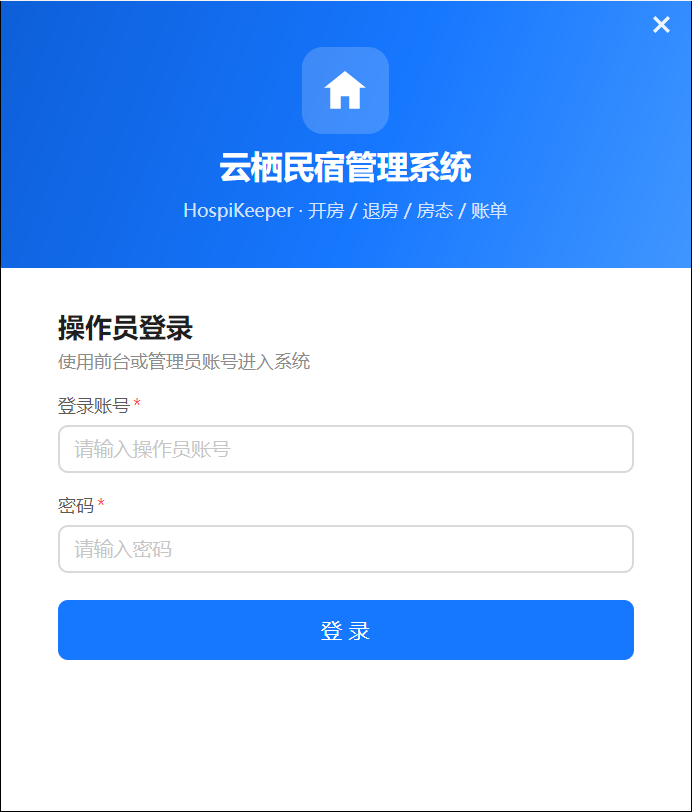 云栖民宿管理系统
HospiKeeper · 开房 / 退房 / 房态 / 账单
操作员登录
使用前台或管理员账号进入系统
登录账号 *
请输入操作员账号
密码 *
请输入密码
登 录